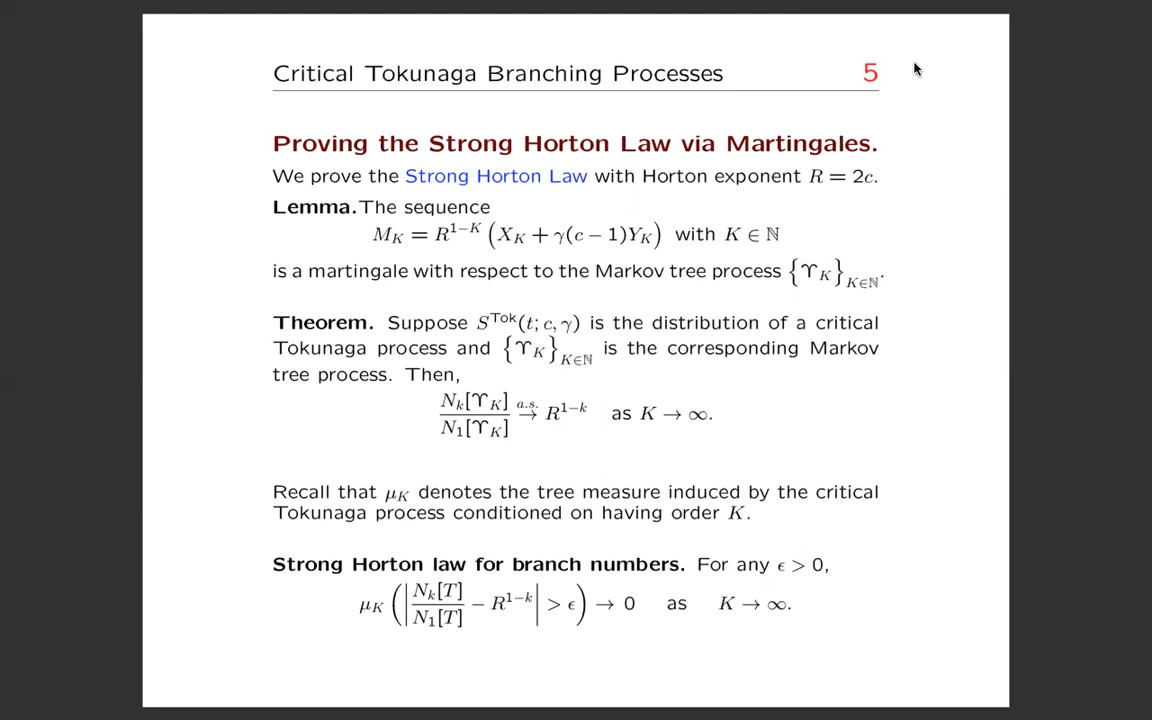 Critical Tokunaga Branching Processes 5
Proving the Strong Horton Law via Martingales.
We prove the Strong Horton Law with Horton exponent R = 2c.
Lemma.The sequence
M_K = R^{1−K} (X_K + γ(c − 1)Y_K) with K ∈ ℕ
is a martingale with respect to the Markov tree process {ϒ_K}_{K∈ℕ}.
Theorem. Suppose S^{Tok}(t; c, γ) is the distribution of a critical
Tokunaga process and {ϒ_K}_{K∈ℕ} is the corresponding Markov
tree process. Then,
N_k[ϒ_K] / N_1[ϒ_K] \overset{a.s.}{→} R^{1−k} as K → ∞.
Recall that μ_K denotes the tree measure induced by the critical
Tokunaga process conditioned on having order K.
Strong Horton law for branch numbers. For any ϵ > 0,
μ_K (|N_k[T] / N_1[T] − R^{1−k}| > ϵ) → 0 as K → ∞.